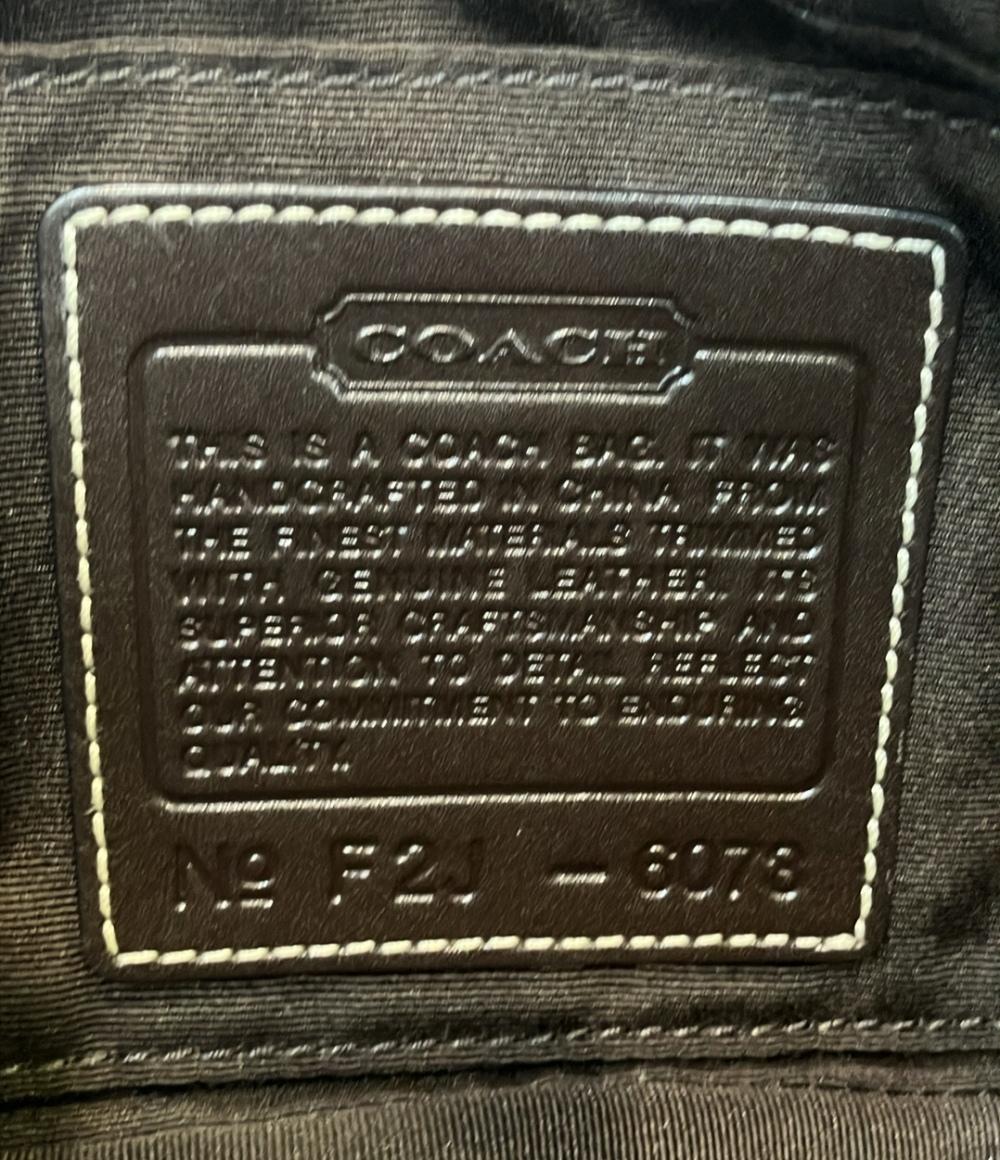 COACH
THIS IS A COACH BAG. IT WAS
HANDCRAFTED IN CHINA FROM
THE FINEST MATERIALS TRIMMED
WITH GENUINE LEATHER. ITS
SUPERIOR CRAFTSMANSHIP AND
ATTENTION TO DETAIL REFLECT
OUR COMMITMENT TO ENDURING
QUALITY.
Nº F2J - 6073